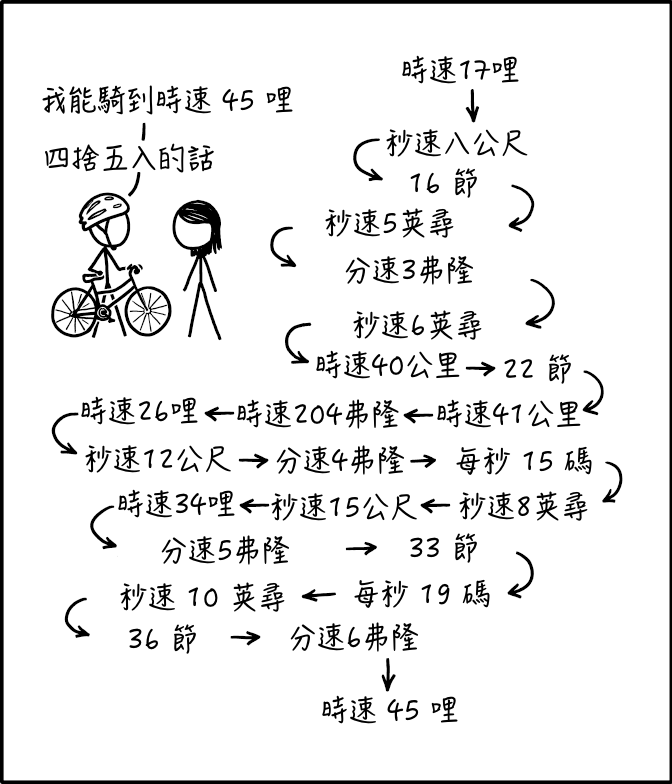 我能騎到時速 45 哩
四捨五入的話
時速17哩
秒速八公尺
16 節
秒速5英尋
分速3弗隆
秒速6英尋
時速40公里→22 節
時速26哩←時速204弗隆←時速41公里
秒速12公尺→分速4弗隆→ 每秒 15 碼
時速34哩←秒速15公尺← 秒速8英尋
分速5弗隆 → 33 節
秒速 10 英尋 ← 每秒 19 碼
36 節 → 分速6弗隆
時速 45 哩